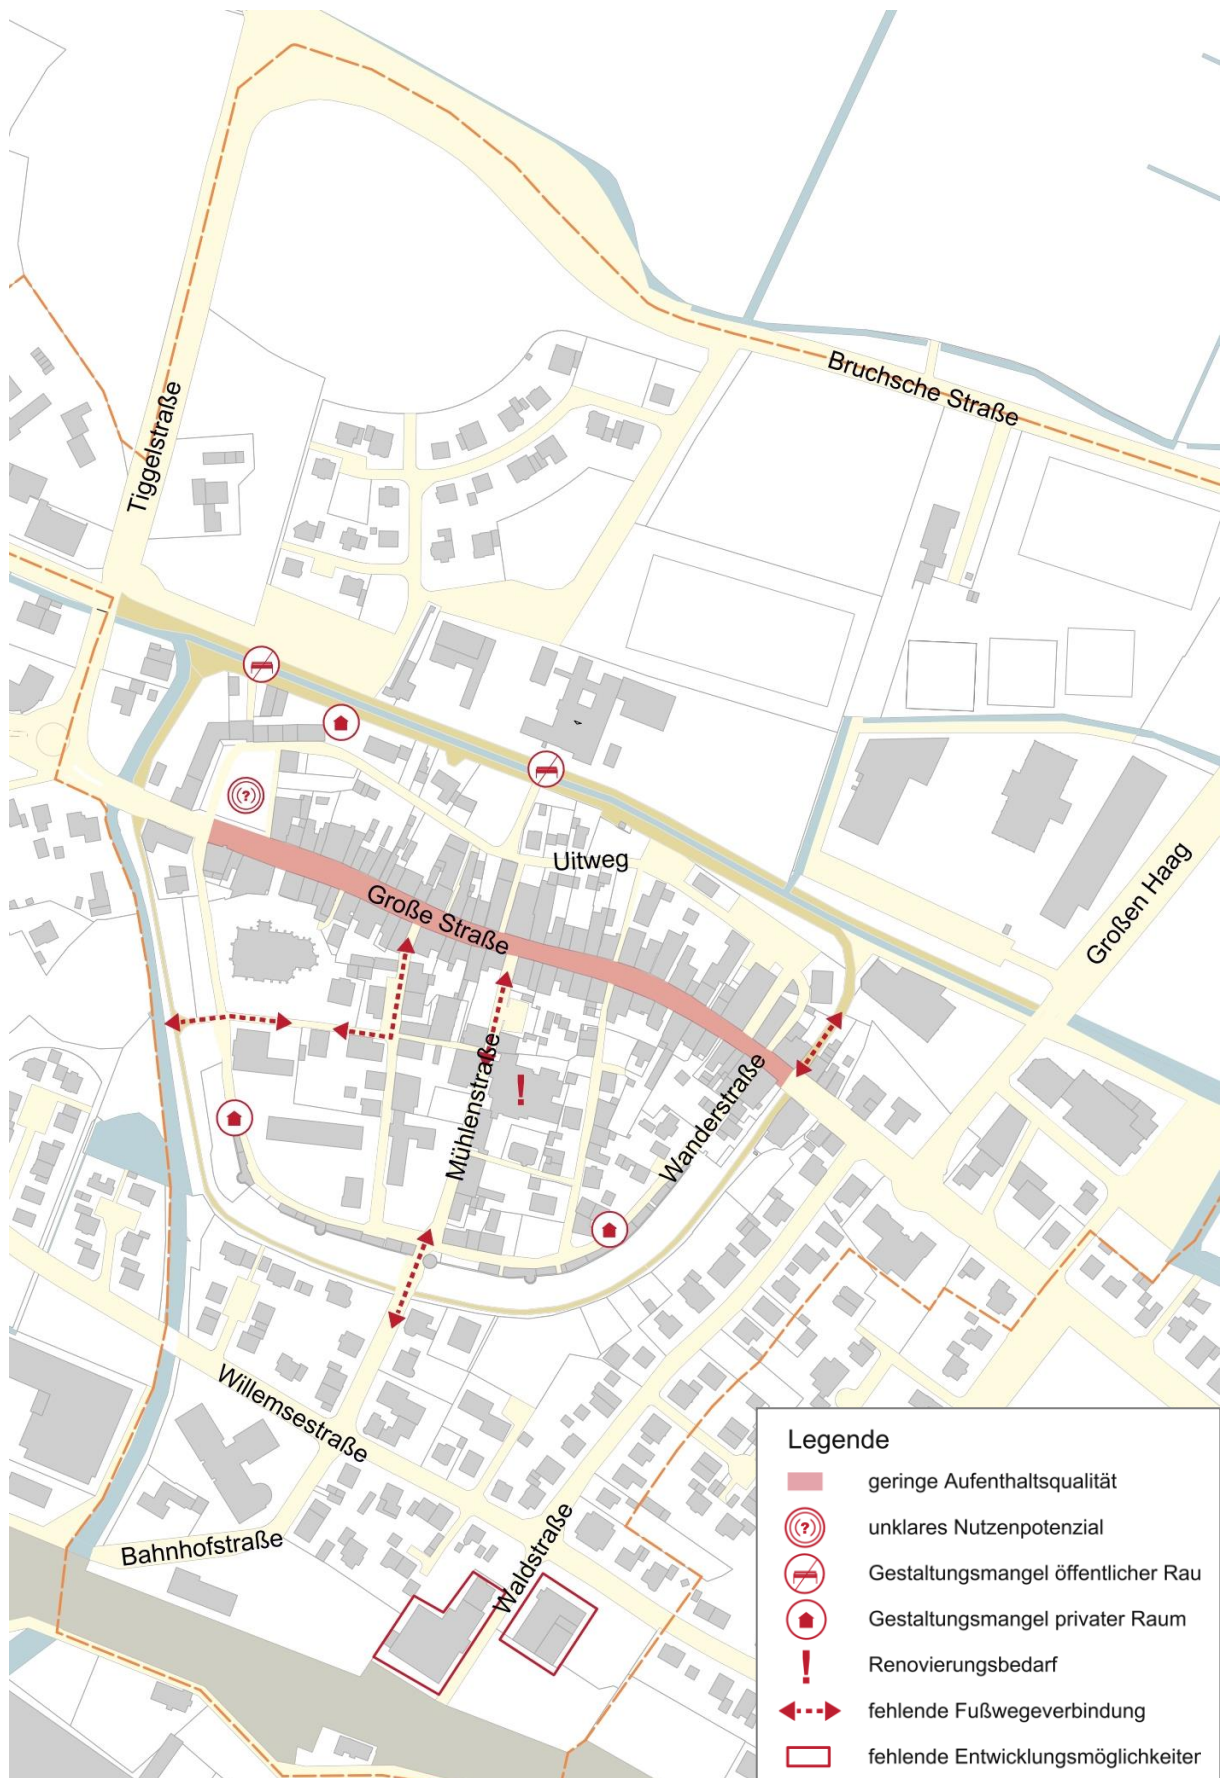 Bruchsche Straße
Tiggelstraße
Uitweg
Große Straße
Großen Haag
Mühlenstraße
Wanderstraße
Willemsestraße
Bahnhofstraße
Waldstraße
Legende
geringe Aufenthaltsqualität
(?) unklares Nutzenpotenzial
Gestaltungsmangel öffentlicher Rau
Gestaltungsmangel privater Raum
! Renovierungsbedarf
fehlende Fußwegeverbindung
fehlende Entwicklungsmöglichkeiter
(?)
!